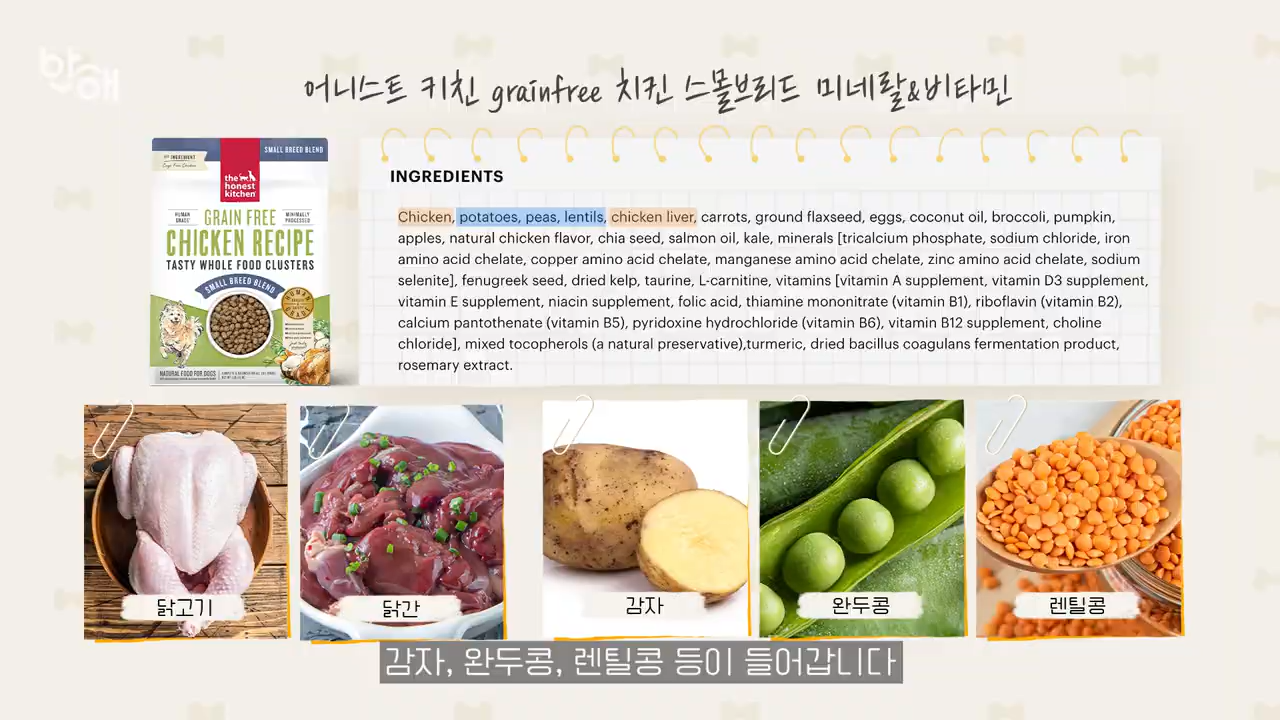 핥해
어니스트 키친 grainfree 치킨 스몰브리드 미네랄&비타민
SMALL BREED BLEND
the
honest
kitchen
HUMAN
GRADE
MINIMALLY
PROCESSED
GRAIN FREE
CHICKEN RECIPE
TASTY WHOLE FOOD CLUSTERS
SMALL BREED BLEND
NATURAL FOOD FOR DOGS
INGREDIENTS
Chicken, potatoes, peas, lentils, chicken liver, carrots, ground flaxseed, eggs, coconut oil, broccoli, pumpkin,
apples, natural chicken flavor, chia seed, salmon oil, kale, minerals [tricalcium phosphate, sodium chloride, iron
amino acid chelate, copper amino acid chelate, manganese amino acid chelate, zinc amino acid chelate, sodium
selenite], fenugreek seed, dried kelp, taurine, L-carnitine, vitamins [vitamin A supplement, vitamin D3 supplement,
vitamin E supplement, niacin supplement, folic acid, thiamine mononitrate (vitamin B1), riboflavin (vitamin B2),
calcium pantothenate (vitamin B5), pyridoxine hydrochloride (vitamin B6), vitamin B12 supplement, choline
chloride], mixed tocopherols (a natural preservative),turmeric, dried bacillus coagulans fermentation product,
rosemary extract.
닭고기
닭간
감자
완두콩
렌틸콩
감자, 완두콩, 렌틸콩 등이 들어갑니다